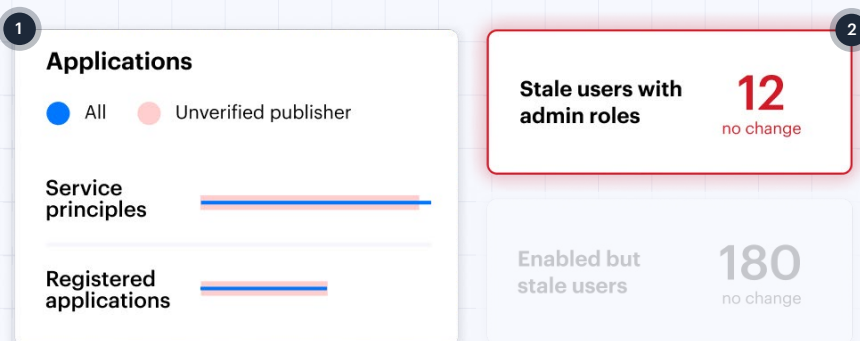 1
2
Applications
All
Unverified publisher
Service
principles
Registered
applications
Stale users with
admin roles
12
no change
Enabled but
stale users
180
no change